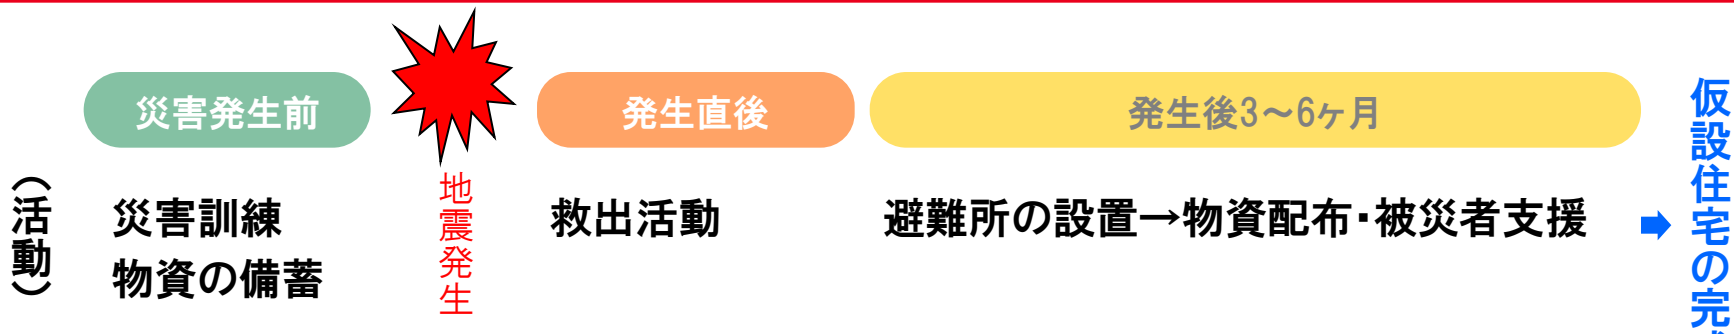 災害発生前
発生直後
発生後3～6ヶ月
（活動）
災害訓練
物資の備蓄
地震発生
救出活動
避難所の設置→物資配布・被災者支援
仮設住宅の完